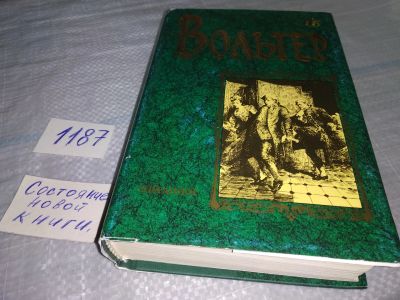 Вольтер
1187
Состояние
новой
книги.